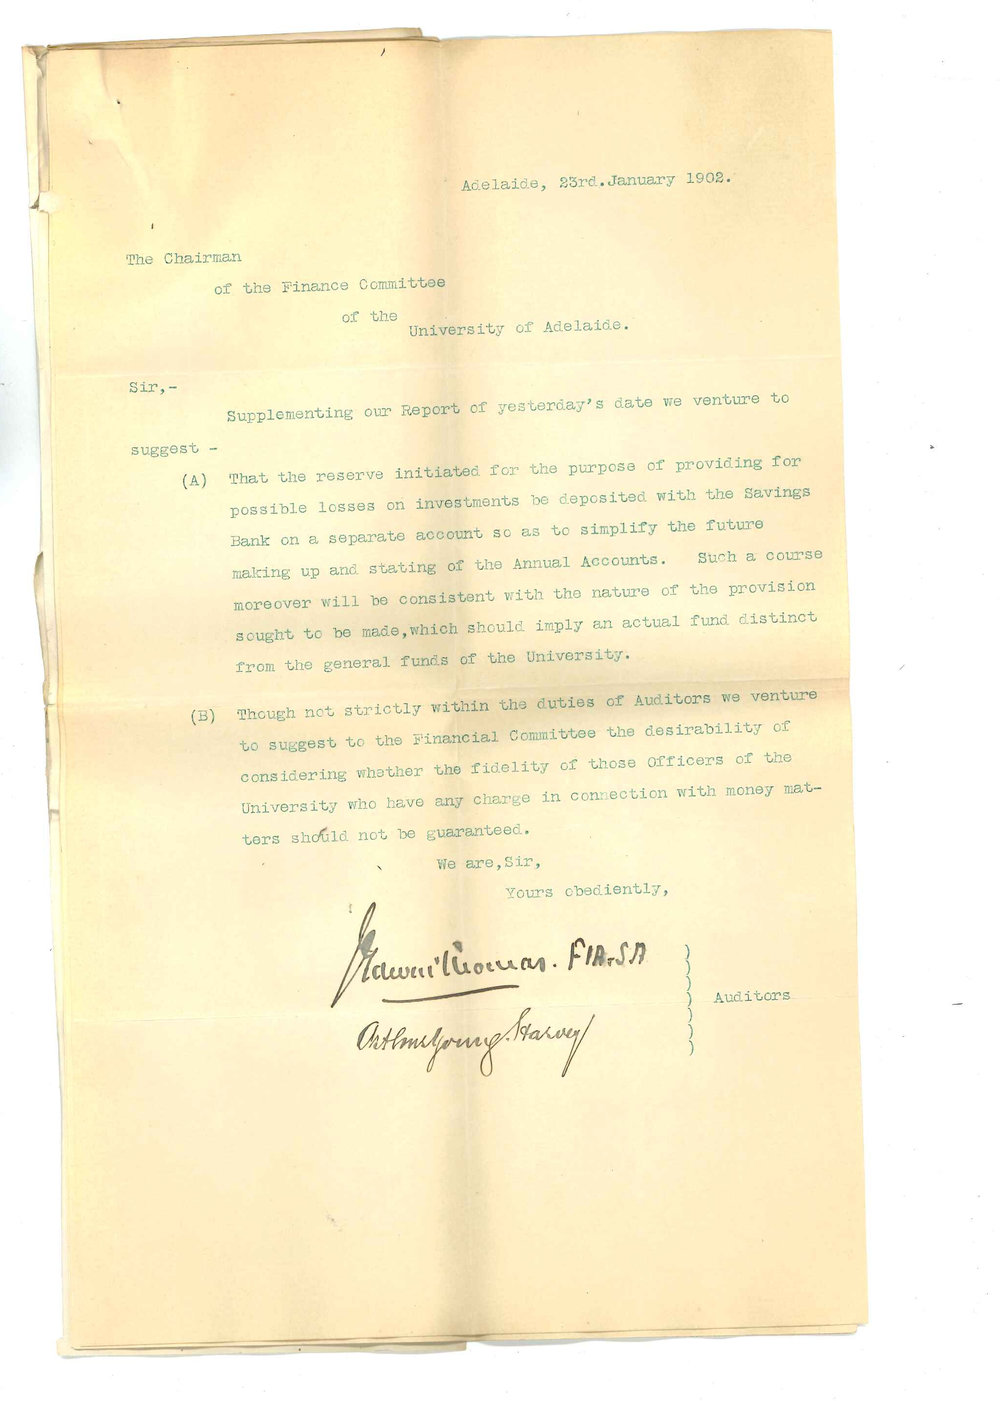 Adelaide, 23rd.January 1902.
The Chairman
of the Finance Committee
of the
University of Adelaide.
Sir,-
Supplementing our Report of yesterday's date we venture to
suggest -
(A) That the reserve initiated for the purpose of providing for
possible losses on investments be deposited with the Savings
Bank on a separate account so as to simplify the future
making up and stating of the Annual Accounts. Such a course
moreover will be consistent with the nature of the provision
sought to be made,which should imply an actual fund distinct
from the general funds of the University.
(B) Though not strictly within the duties of Auditors we venture
to suggest to the Financial Committee the desirability of
considering whether the fidelity of those Officers of the
University who have any charge in connection with money mat-
ters should not be guaranteed.
We are,Sir,
Yours obediently,
J Edwin Thomas. FIA.SA
Auditors
Arthur Young Harvey